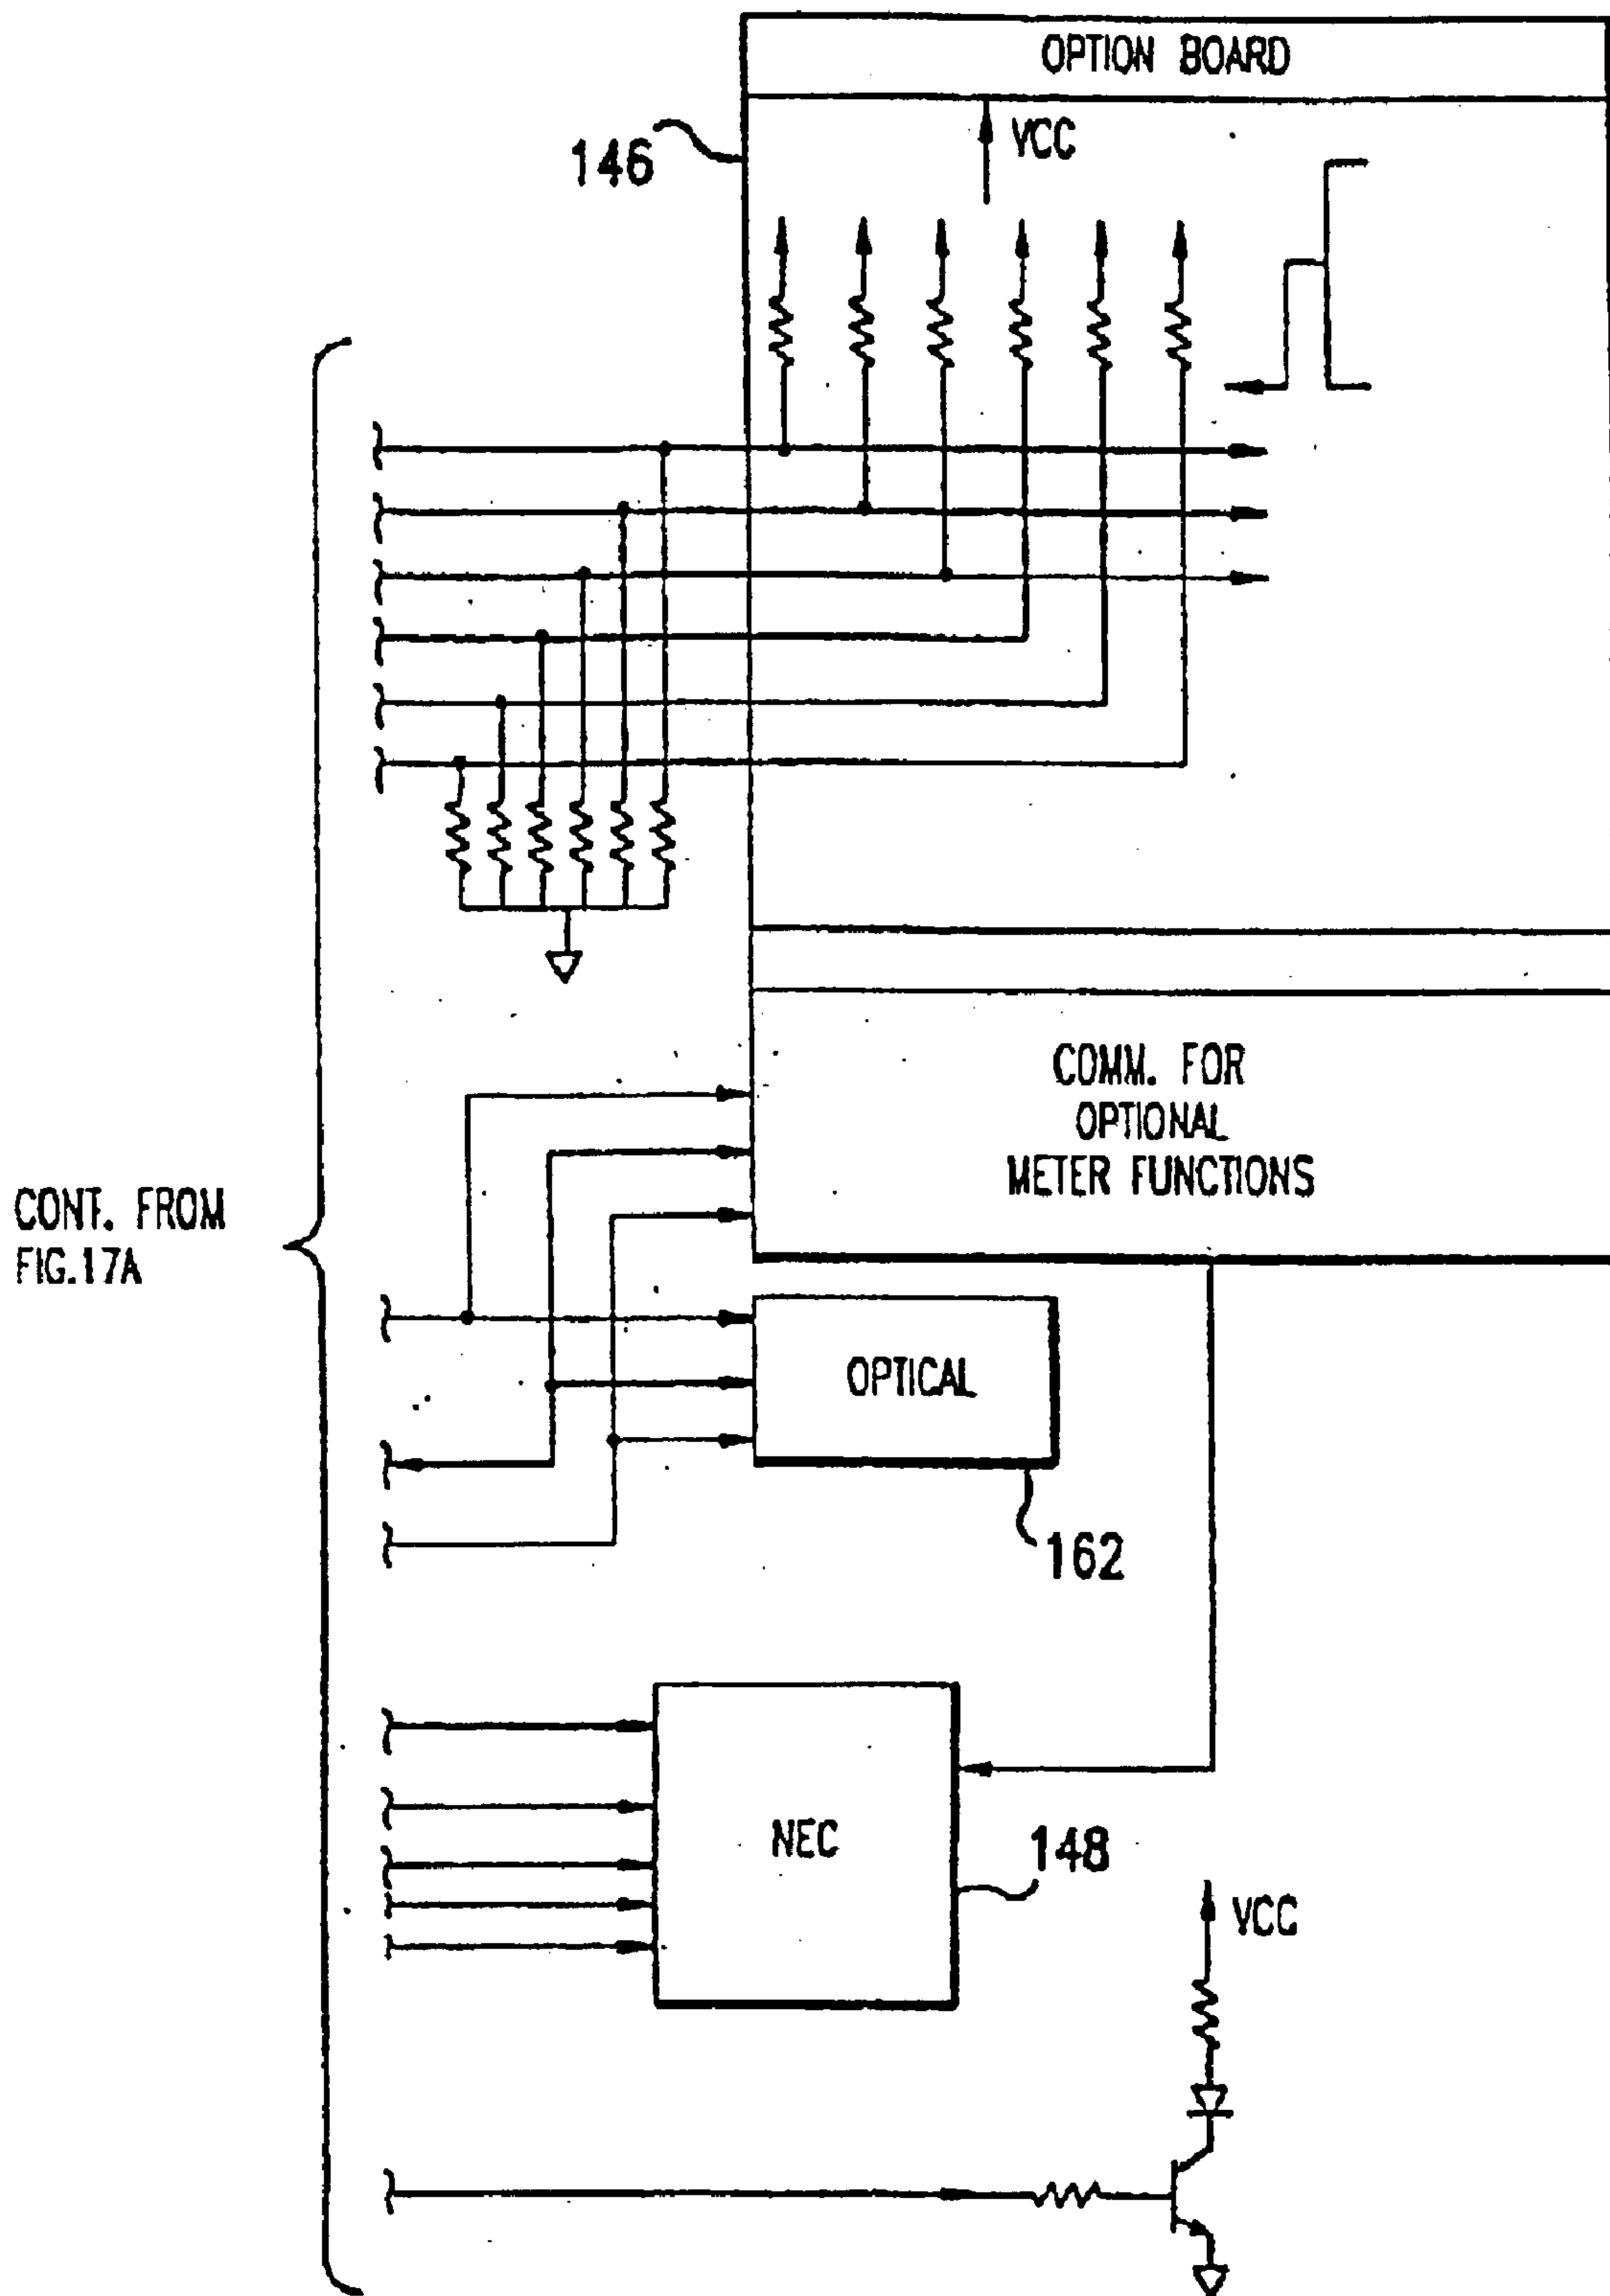 OPTION BOARD
146
VCC
COMM. FOR
OPTIONAL
METER FUNCTIONS
CONT. FROM
FIG.17A
OPTICAL
162
NEC
148
VCC